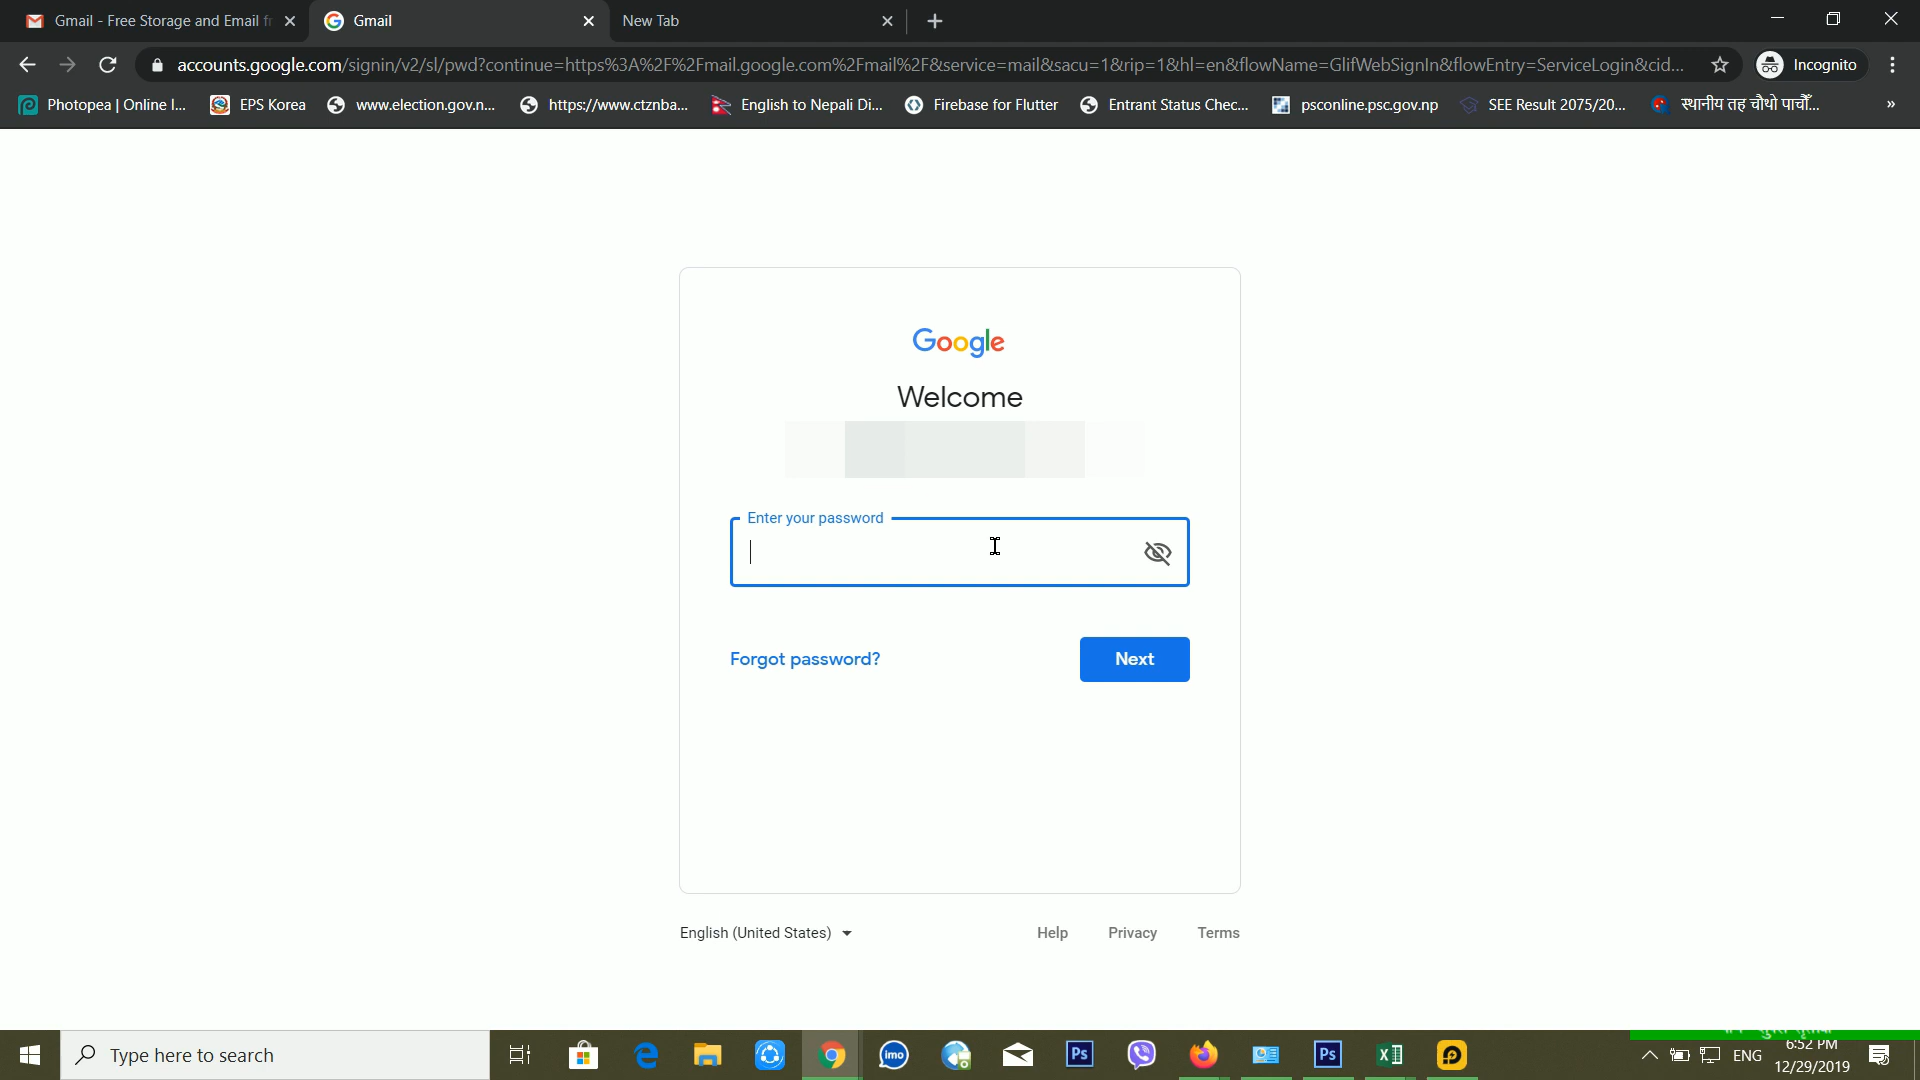 Gmail - Free Storage and Email fr
Gmail
New Tab
accounts.google.com/signin/v2/sl/pwd?continue=https%3A%2F%2Fmail.google.com%2Fmail%2F&service=mail&sacu=1&rip=1&hl=en&flowName=GlifWebSignIn&flowEntry=ServiceLogin&cid...
Incognito
Photopea | Online I...
EPS Korea
www.election.gov.n...
https://www.ctznba...
English to Nepali Di...
Firebase for Flutter
Entrant Status Chec...
psconline.psc.gov.np
SEE Result 2075/20...
स्थानीय तह चौथो पाचौँ...
»
Google
Welcome
Enter your password
Forgot password?
Next
English (United States)
Help
Privacy
Terms
Type here to search
imo
Ps
Ps
ENG
6:52 PM
12/29/2019